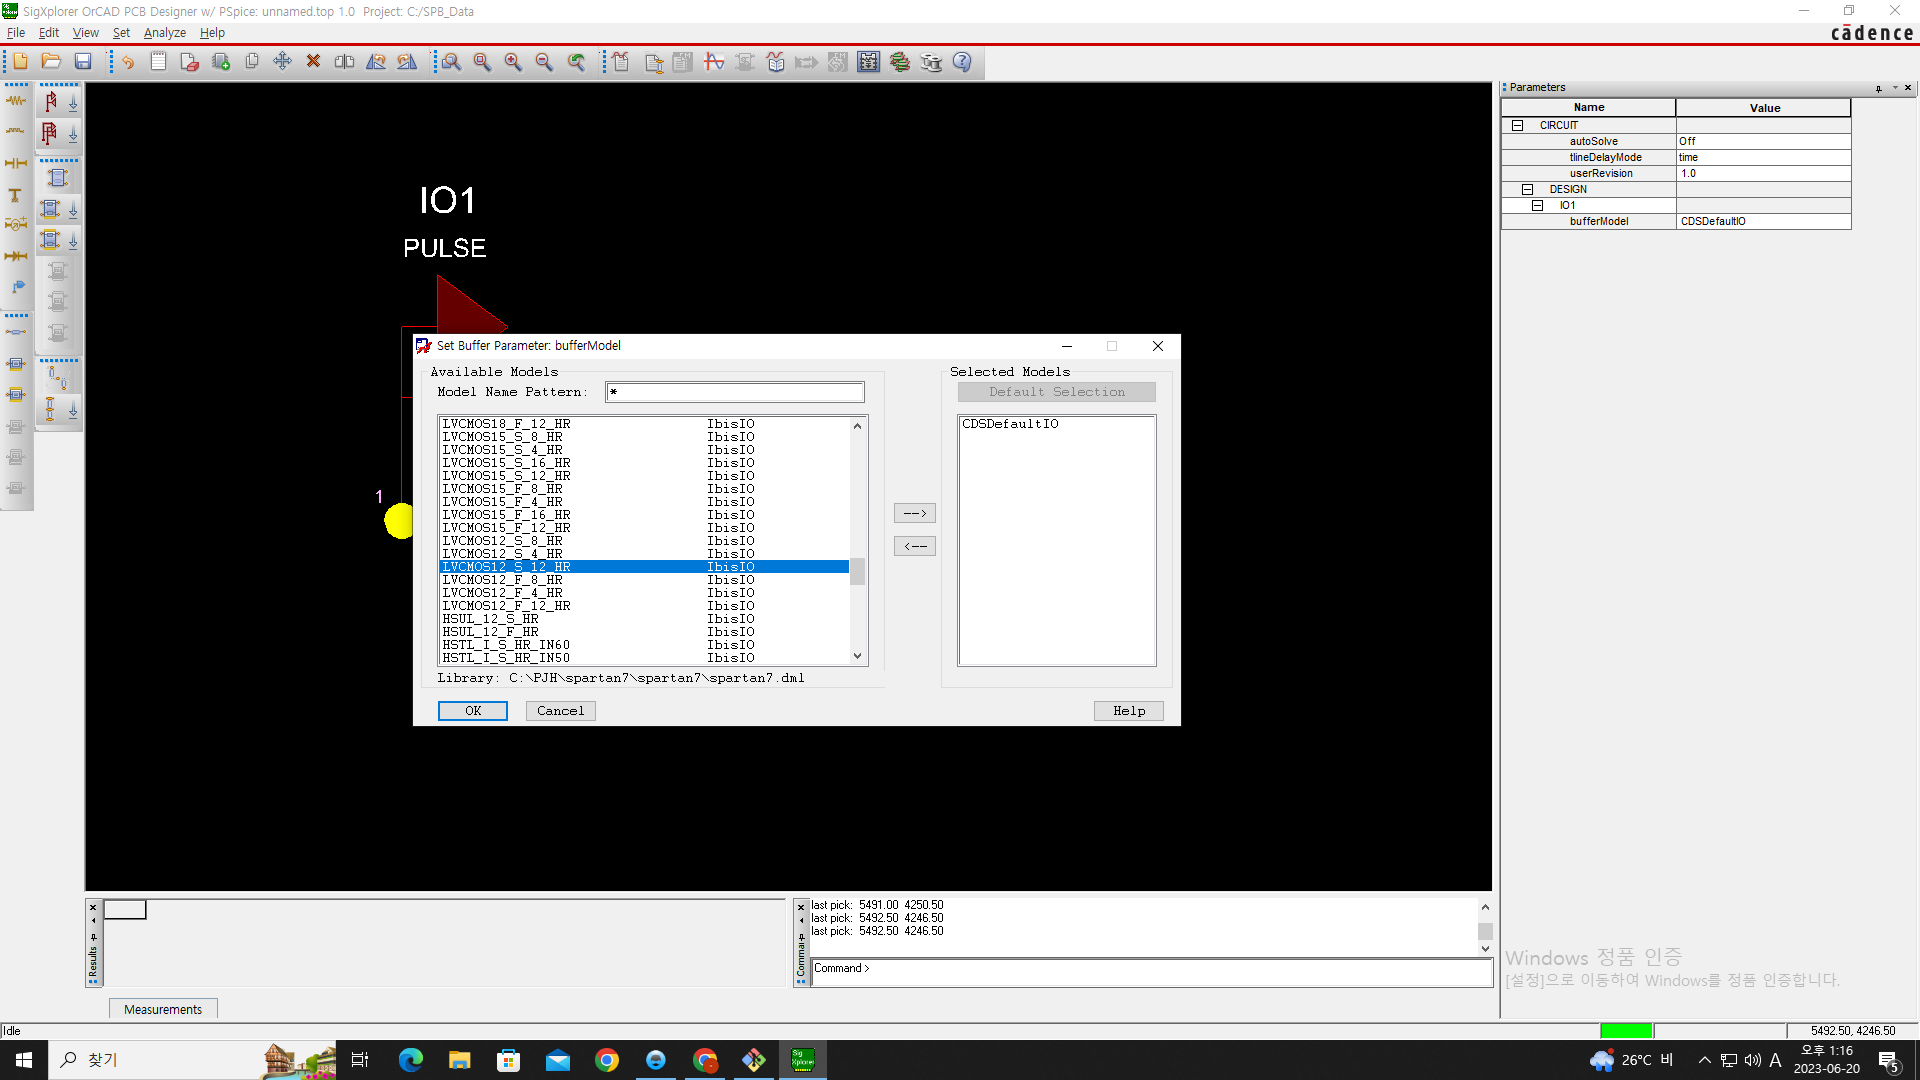 SigXplorer OrCAD PCB Designer w/ PSpice: unnamed.top 1.0 Project: C:/SPB_Data
File Edit View Set Analyze Help
cādence
IO1
PULSE
1
Set Buffer Parameter: bufferModel
Available Models
Model Name Pattern: *
LVCMOS18_F_12_HR IbisIO
LVCMOS15_S_8_HR IbisIO
LVCMOS15_S_4_HR IbisIO
LVCMOS15_S_16_HR IbisIO
LVCMOS15_S_12_HR IbisIO
LVCMOS15_F_8_HR IbisIO
LVCMOS15_F_4_HR IbisIO
LVCMOS15_F_16_HR IbisIO
LVCMOS15_F_12_HR IbisIO
LVCMOS12_S_8_HR IbisIO
LVCMOS12_S_4_HR IbisIO
LVCMOS12_S_12_HR IbisIO
LVCMOS12_F_8_HR IbisIO
LVCMOS12_F_4_HR IbisIO
LVCMOS12_F_12_HR IbisIO
HSUL_12_S_HR IbisIO
HSUL_12_F_HR IbisIO
HSTL_I_S_HR_IN60 IbisIO
HSTL_I_S_HR_IN50 IbisIO
Library: C:\PJH\spartan7\spartan7\spartan7.dml
-->
<--
Selected Models
Default Selection
CDSDefaultIO
OK Cancel Help
Parameters
Name Value
CIRCUIT
autoSolve Off
tlineDelayMode time
userRevision 1.0
DESIGN
IO1
bufferModel CDSDefaultIO
Results
Measurements
Comma
last pick: 5491.00 4250.50
last pick: 5492.50 4246.50
last pick: 5492.50 4246.50
Command >
Windows 정품 인증
[설정]으로 이동하여 Windows를 정품 인증합니다.
Idle
5492.50, 4246.50
찾기
Sig
Xplorer
26°C 비
A
오후 1:16
2023-06-20
5